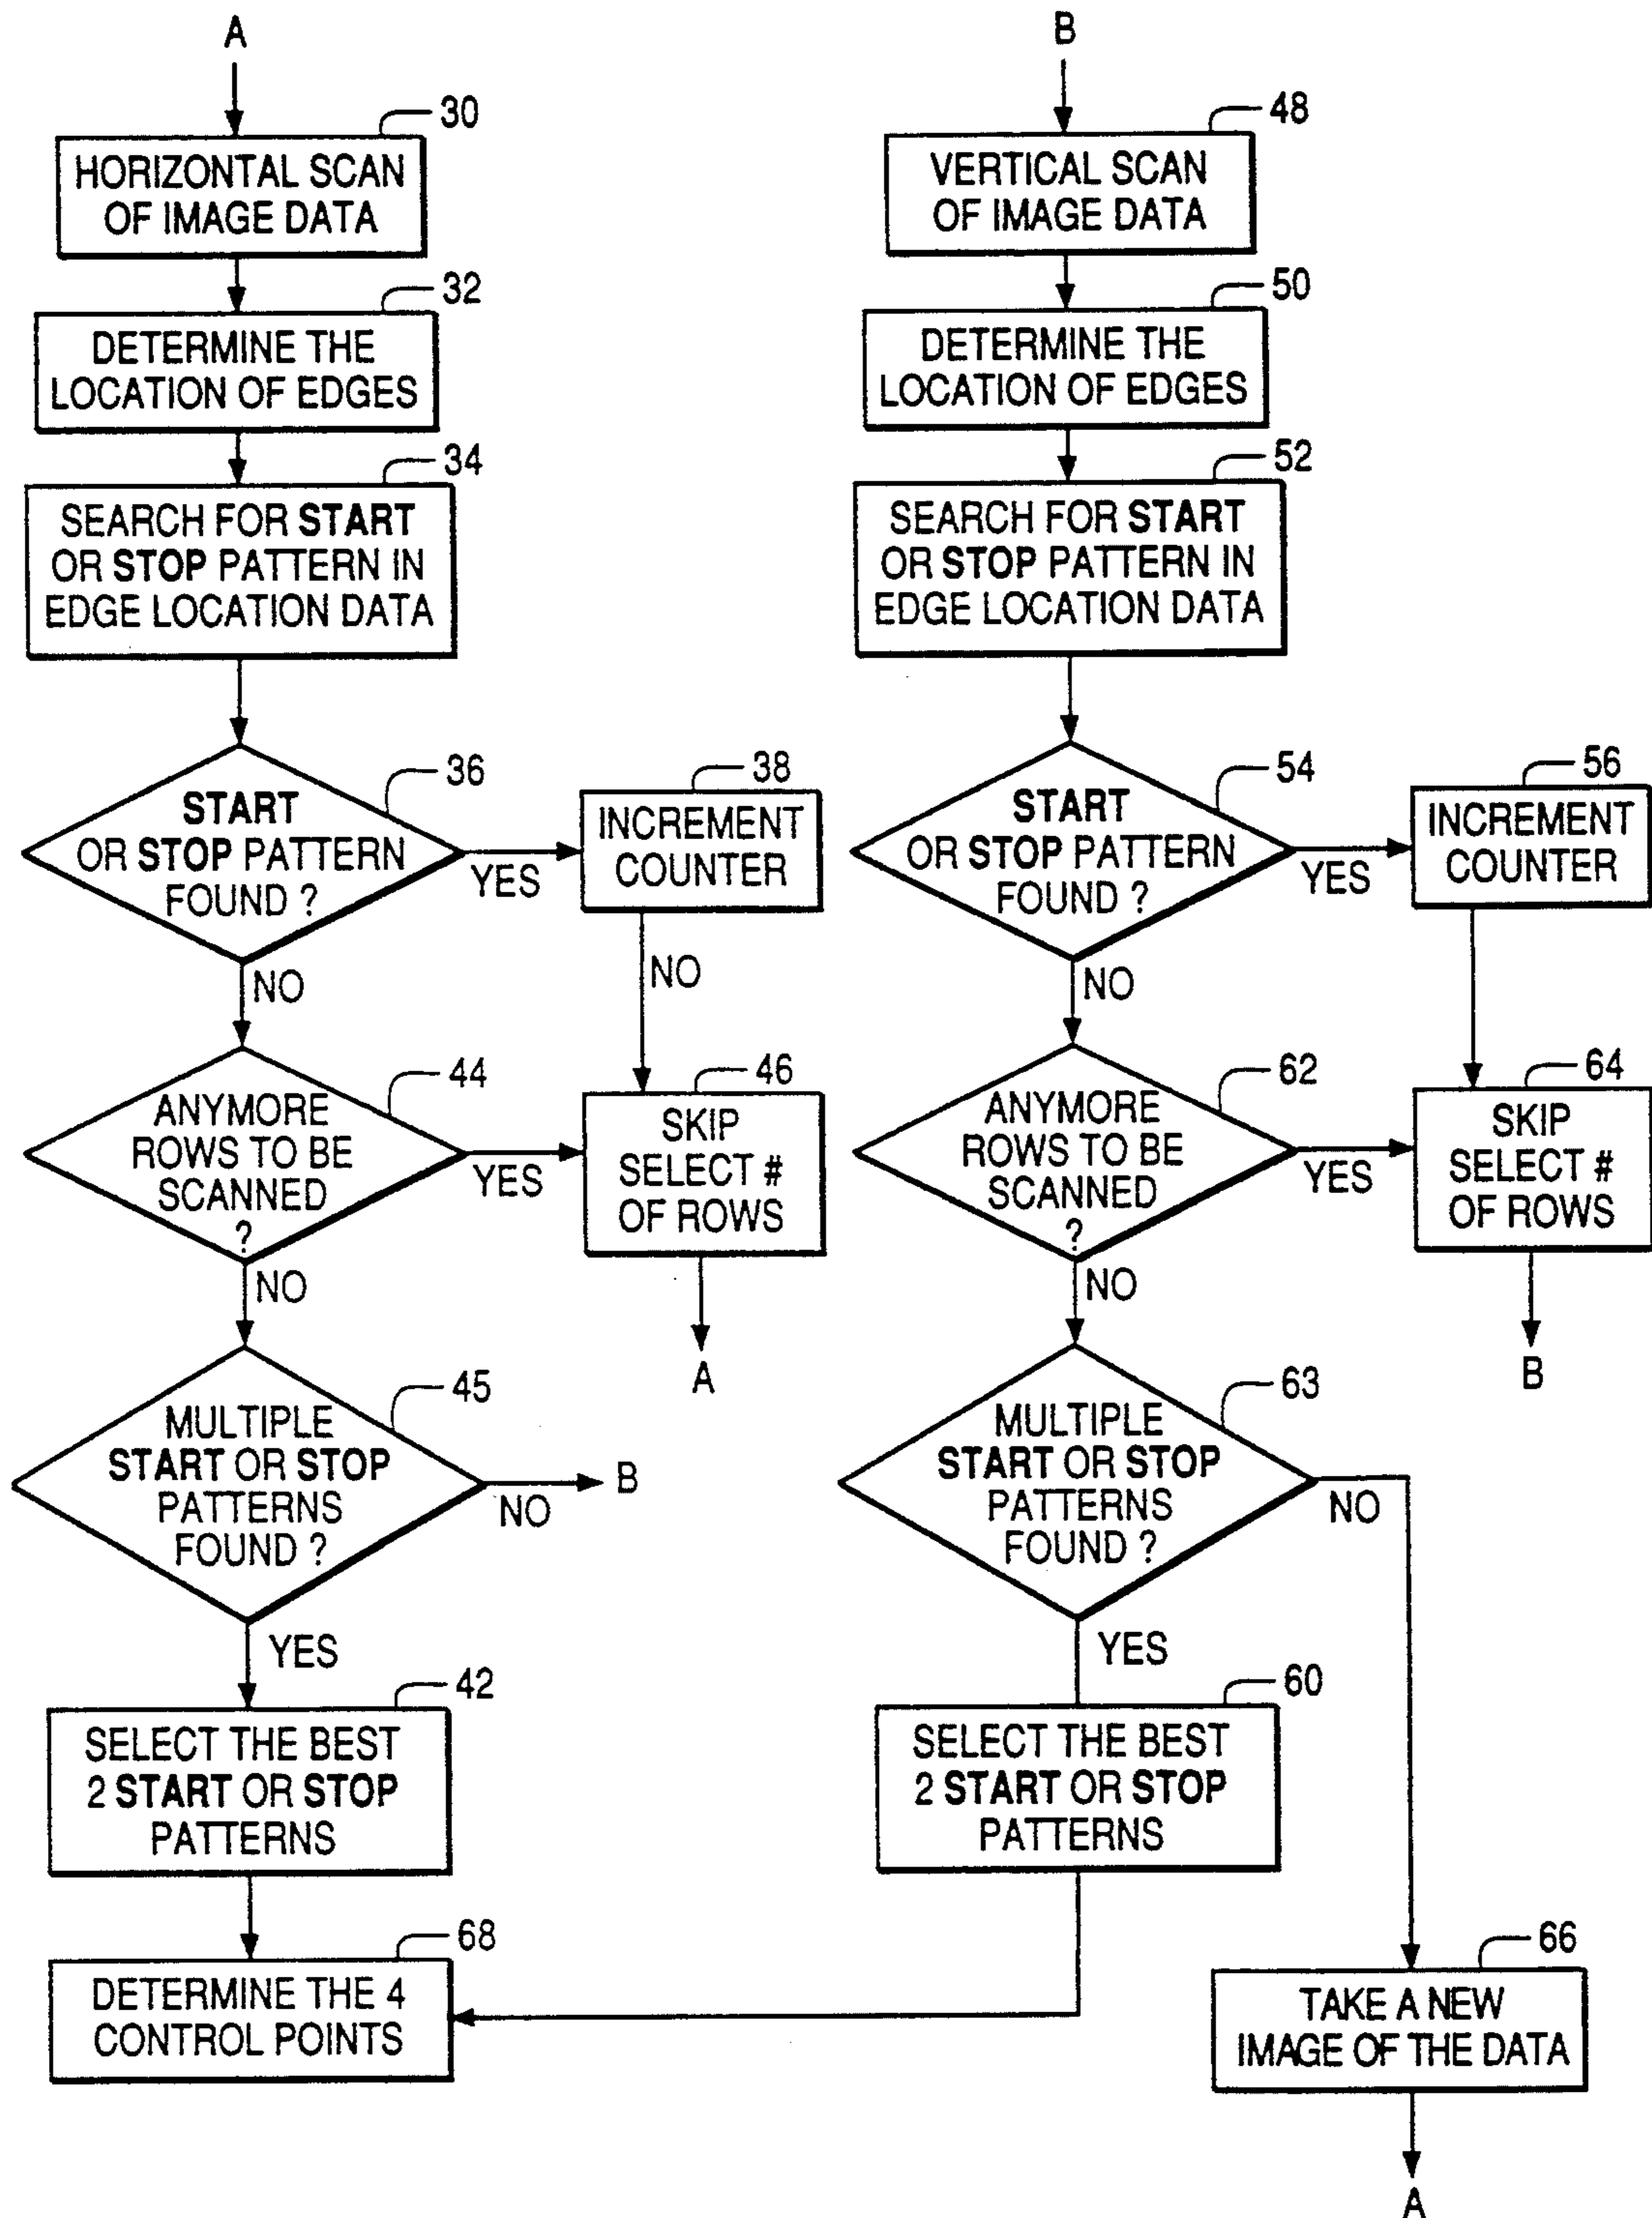 A
30
HORIZONTAL SCAN
OF IMAGE DATA
32
DETERMINE THE
LOCATION OF EDGES
34
SEARCH FOR START
OR STOP PATTERN IN
EDGE LOCATION DATA
36
START
OR STOP PATTERN
FOUND ?
YES
38
INCREMENT
COUNTER
NO
NO
44
ANYMORE
ROWS TO BE
SCANNED
?
YES
46
SKIP
SELECT #
OF ROWS
A
NO
45
MULTIPLE
START OR STOP
PATTERNS
FOUND ?
NO
B
YES
42
SELECT THE BEST
2 START OR STOP
PATTERNS
68
DETERMINE THE 4
CONTROL POINTS
B
48
VERTICAL SCAN
OF IMAGE DATA
50
DETERMINE THE
LOCATION OF EDGES
52
SEARCH FOR START
OR STOP PATTERN IN
EDGE LOCATION DATA
54
START
OR STOP PATTERN
FOUND ?
YES
56
INCREMENT
COUNTER
NO
62
ANYMORE
ROWS TO BE
SCANNED
?
YES
64
SKIP
SELECT #
OF ROWS
B
NO
63
MULTIPLE
START OR STOP
PATTERNS
FOUND ?
NO
YES
60
SELECT THE BEST
2 START OR STOP
PATTERNS
66
TAKE A NEW
IMAGE OF THE DATA
A